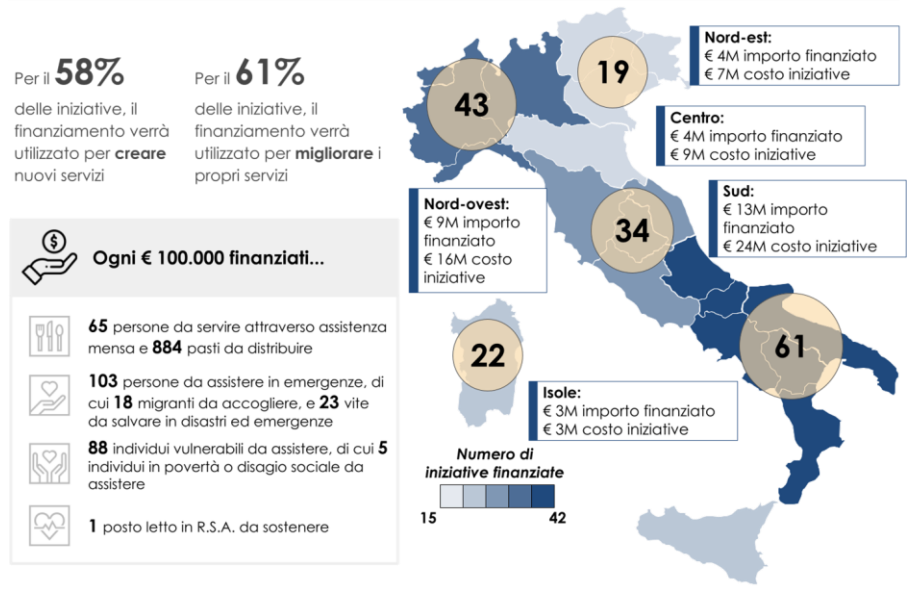 Per il 58%
delle iniziative, il
finanziamento verrà
utilizzato per creare
nuovi servizi
Per il 61%
delle iniziative, il
finanziamento verrà
utilizzato per migliorare i
propri servizi
Ogni € 100.000 finanziati...
65 persone da servire attraverso assistenza
mensa e 884 pasti da distribuire
103 persone da assistere in emergenze, di
cui 18 migranti da accogliere, e 23 vite
da salvare in disastri ed emergenze
88 individui vulnerabili da assistere, di cui 5
individui in povertà o disagio sociale da
assistere
1 posto letto in R.S.A. da sostenere
43
19
Nord-est:
€ 4M importo finanziato
€ 7M costo iniziative
Centro:
€ 4M importo finanziato
€ 9M costo iniziative
Nord-ovest:
€ 9M importo
finanziato
€ 16M costo
iniziative
34
Sud:
€ 13M importo
finanziato
€ 24M costo iniziative
22
61
Isole:
€ 3M importo finanziato
€ 3M costo iniziative
Numero di
iniziative finanziate
15 42